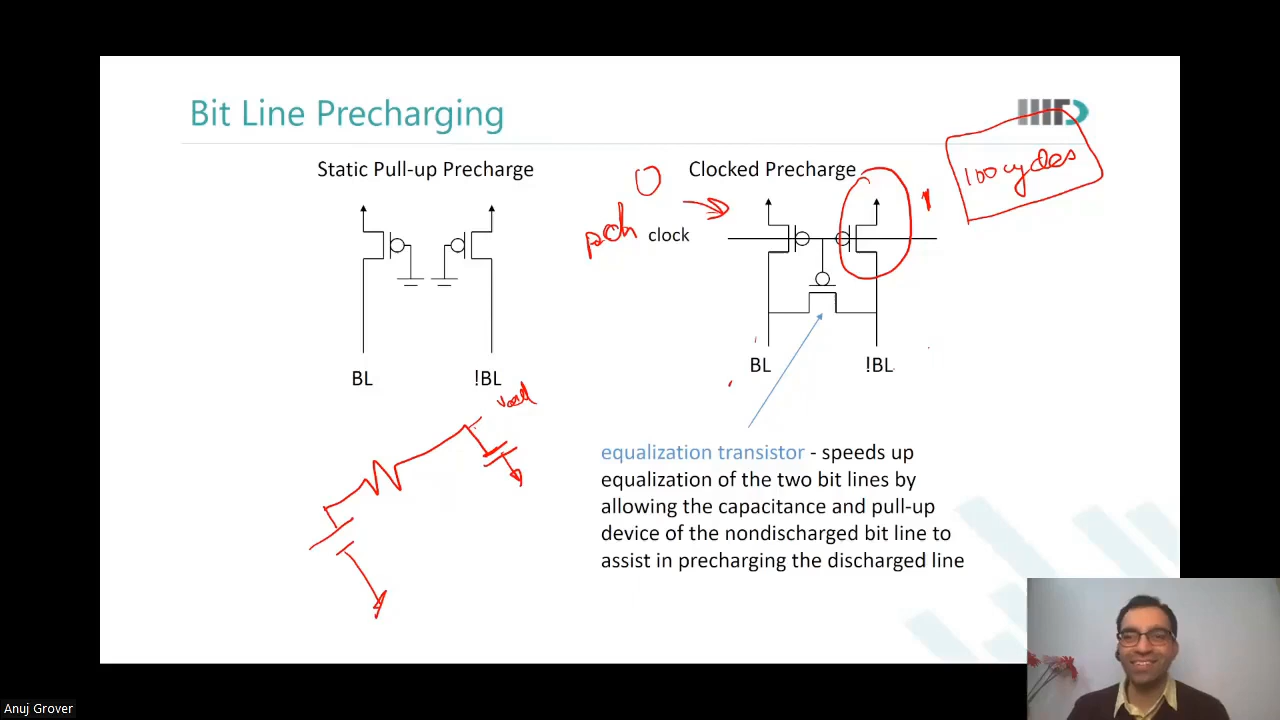 Bit Line Precharging
IIITD
Static Pull-up Precharge
Clocked Precharge
100 cycles
0
1
pch
clock
BL
!BL
BL
!BL
equalization transistor - speeds up
equalization of the two bit lines by
allowing the capacitance and pull-up
device of the nondischarged bit line to
assist in precharging the discharged line
Anuj Grover